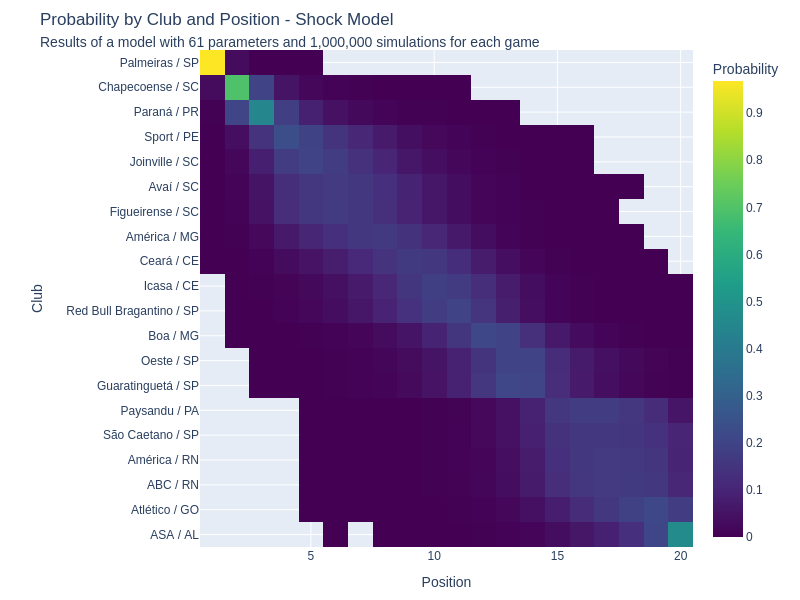 Probability by Club and Position - Shock Model
Results of a model with 61 parameters and 1,000,000 simulations for each game
Probability
Club
Palmeiras / SP
Chapecoense / SC
Paraná / PR
Sport / PE
Joinville / SC
Avaí / SC
Figueirense / SC
América / MG
Ceará / CE
Icasa / CE
Red Bull Bragantino / SP
Boa / MG
Oeste / SP
Guaratinguetá / SP
Paysandu / PA
São Caetano / SP
América / RN
ABC / RN
Atlético / GO
ASA / AL
0.9
0.8
0.7
0.6
0.5
0.4
0.3
0.2
0.1
0
5 10 15 20
Position